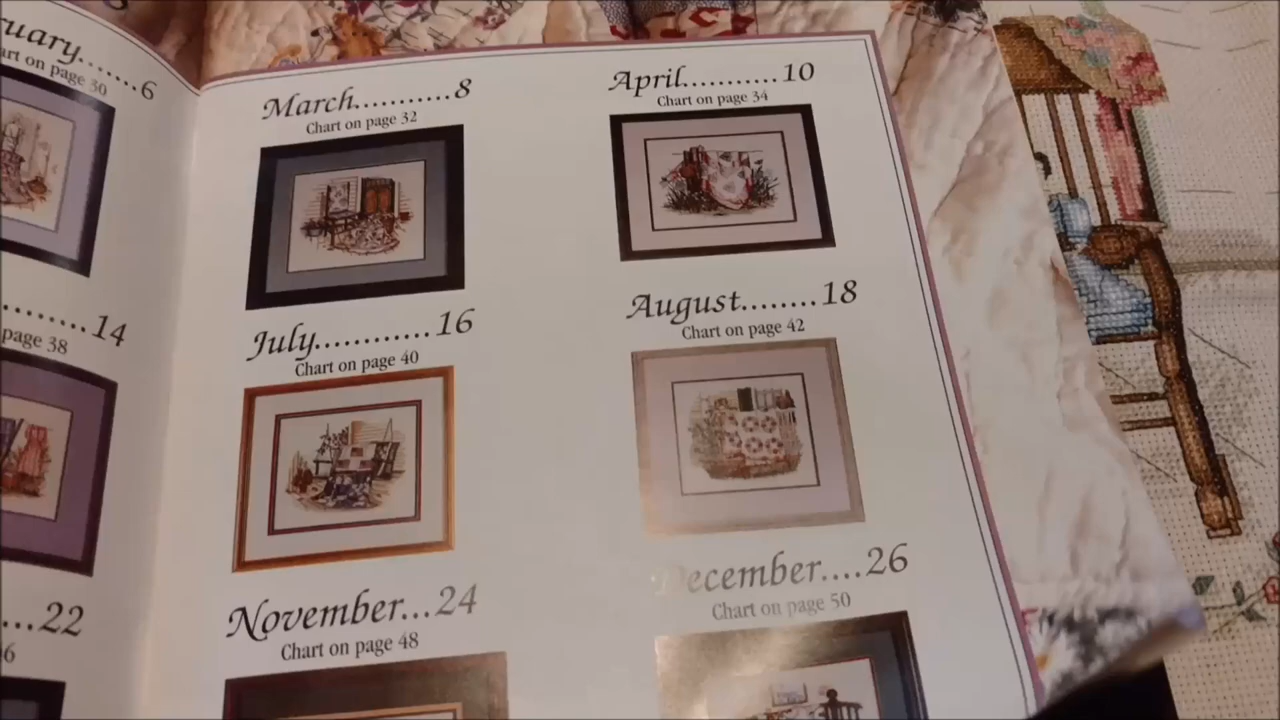 ruary......6
art on page 30
March...........8
Chart on page 32
April...........10
Chart on page 34
........14
page 38
July............16
Chart on page 40
August........18
Chart on page 42
...22
November...24
Chart on page 48
December....26
Chart on page 50